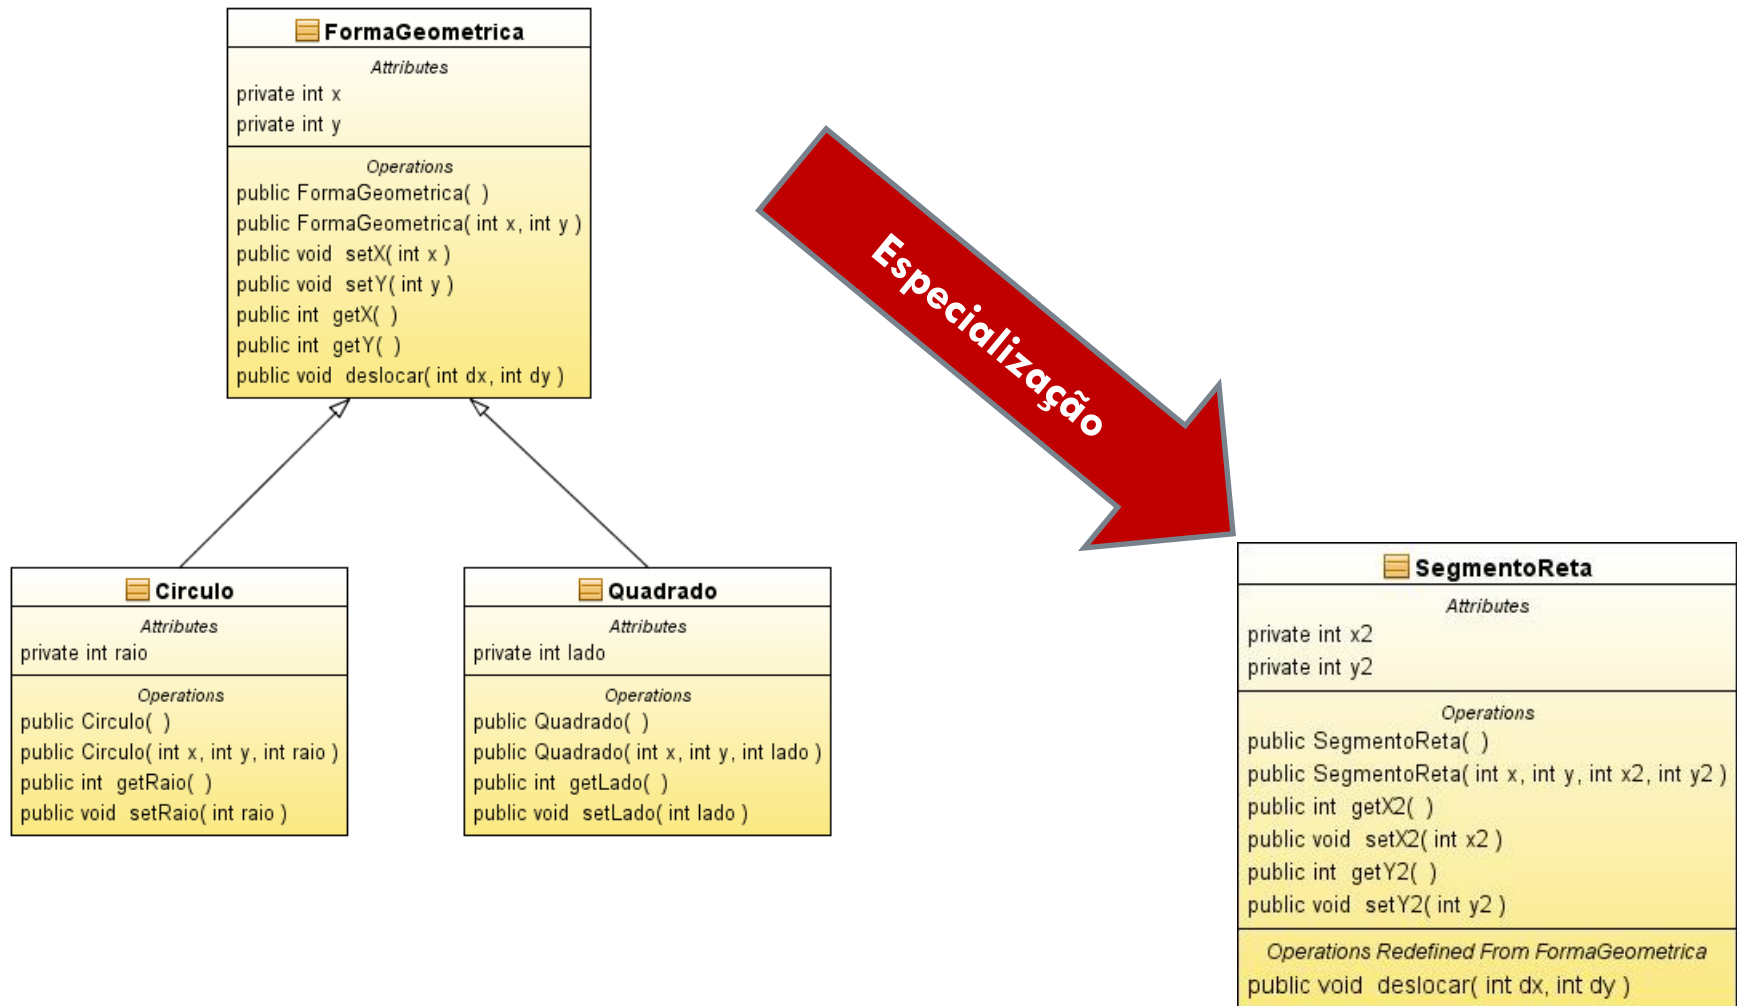 FormaGeometrica
Attributes
private int x
private int y
Operations
public FormaGeometrica( )
public FormaGeometrica( int x, int y )
public void setX( int x )
public void setY( int y )
public int getX( )
public int getY( )
public void deslocar( int dx, int dy )
Especialização
Circulo
Attributes
private int raio
Operations
public Circulo( )
public Circulo( int x, int y, int raio )
public int getRaio( )
public void setRaio( int raio )
Quadrado
Attributes
private int lado
Operations
public Quadrado( )
public Quadrado( int x, int y, int lado )
public int getLado( )
public void setLado( int lado )
SegmentoReta
Attributes
private int x2
private int y2
Operations
public SegmentoReta( )
public SegmentoReta( int x, int y, int x2, int y2 )
public int getX2( )
public void setX2( int x2 )
public int getY2( )
public void setY2( int y2 )
Operations Redefined From FormaGeometrica
public void deslocar( int dx, int dy )